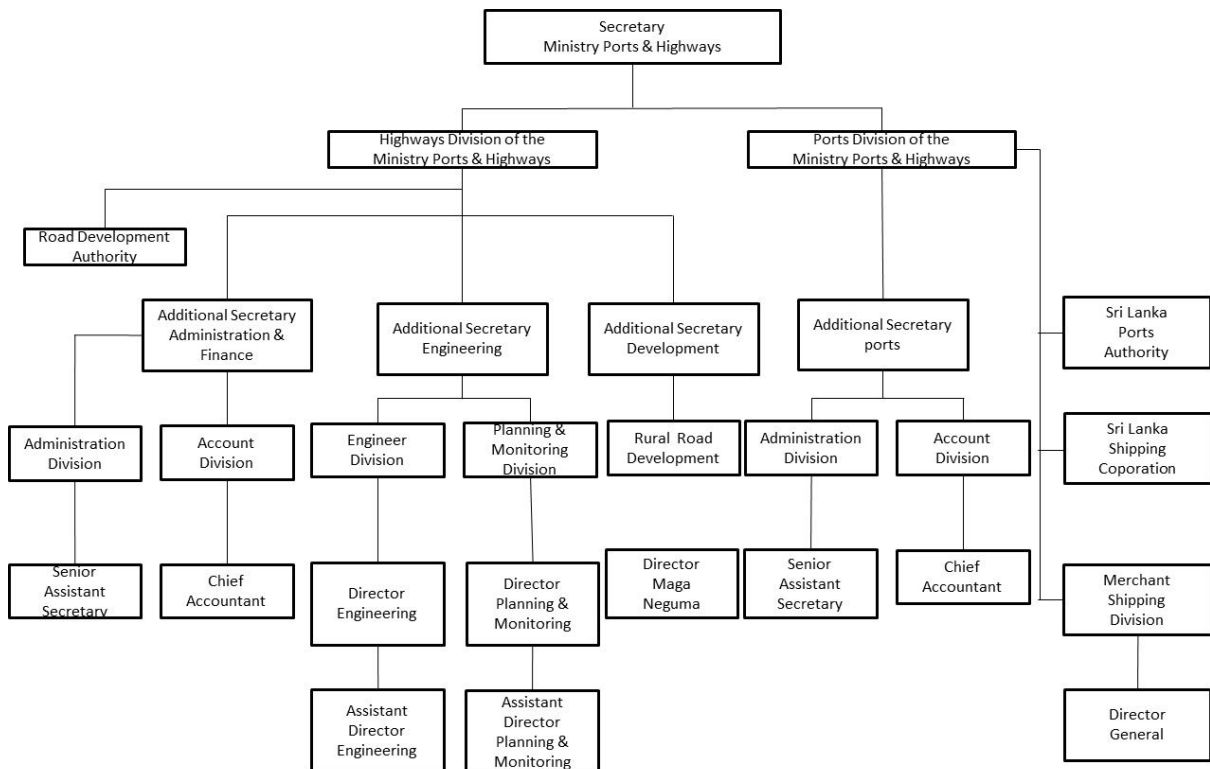 Secretary
Ministry Ports & Highways
Highways Division of the
Ministry Ports & Highways
Ports Division of the
Ministry Ports & Highways
Road Development
Authority
Additional Secretary
Administration &
Finance
Additional Secretary
Engineering
Additional Secretary
Development
Additional Secretary
ports
Sri Lanka
Ports
Authority
Administration
Division
Account
Division
Engineer
Division
Planning &
Monitoring
Division
Rural Road
Development
Administration
Division
Account
Division
Sri Lanka
Shipping
Coporation
Senior
Assistant
Secretary
Chief
Accountant
Director
Engineering
Director
Planning &
Monitoring
Director
Maga
Neguma
Senior
Assistant
Secretary
Chief
Accountant
Merchant
Shipping
Division
Assistant
Director
Engineering
Assistant
Director
Planning &
Monitoring
Director
General